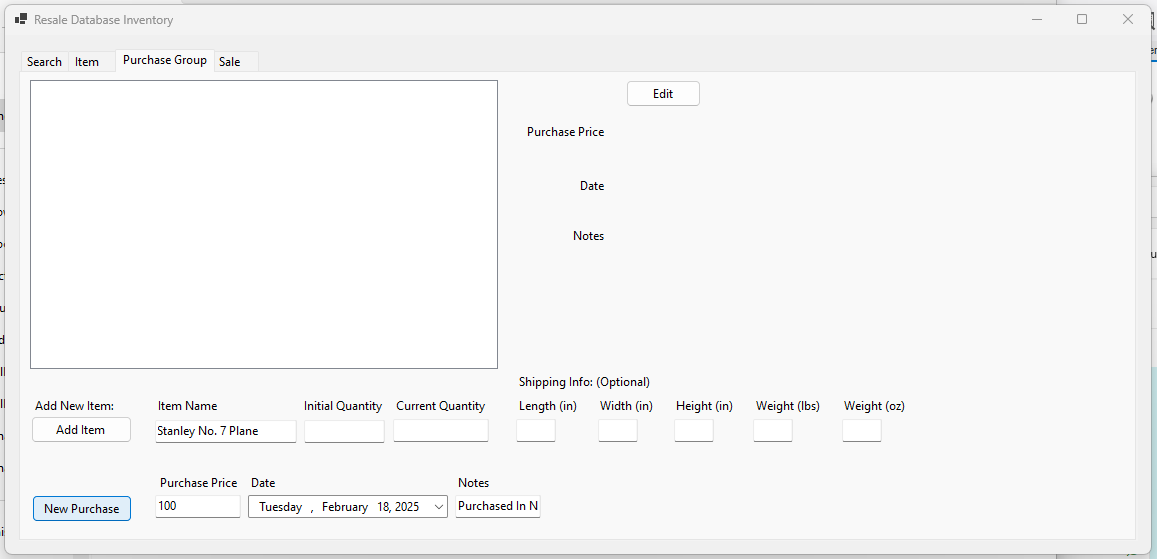 Resale Database Inventory
Search Item Purchase Group Sale
Edit
Purchase Price
Date
Notes
Shipping Info: (Optional)
Add New Item: Item Name Initial Quantity Current Quantity Length (in) Width (in) Height (in) Weight (lbs) Weight (oz)
Add Item Stanley No. 7 Plane
Purchase Price Date Notes
New Purchase 100 Tuesday , February 18, 2025 Purchased In N